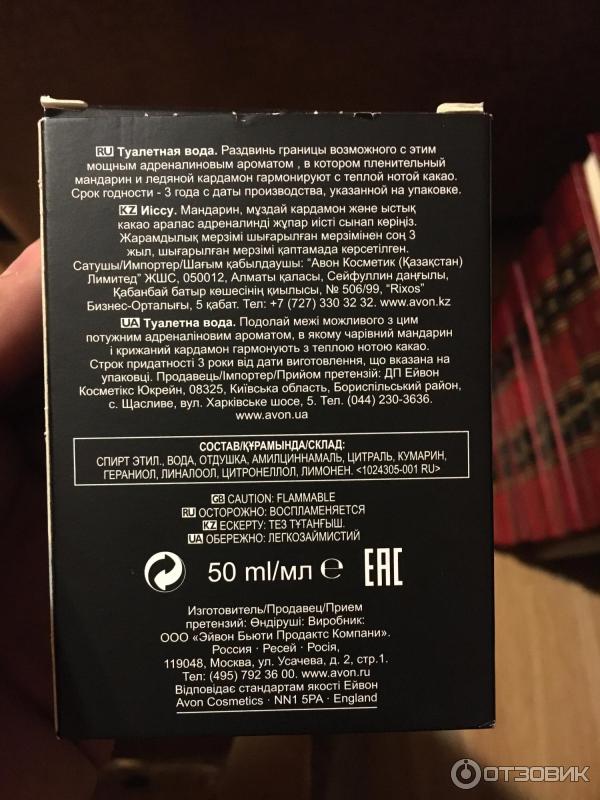 RU Туалетная вода. Раздвинь границы возможного с этим
мощным адреналиновым ароматом , в котором пленительный
мандарин и ледяной кардамон гармонируют с теплой нотой какао.
Срок годности - 3 года с даты производства, указанной на упаковке.
KZ Иіссу. Мандарин, мұздай кардамон және ыстық
какао аралас адреналинді жұпар иісті сынап көріңіз.
Жарамдылық мерзімі шығарылған мерзімінен соң 3
жыл, шығарылған мерзімі қаптамада көрсетілген.
Сатушы/Импортер/Шағым қабылдаушы: “Авон Косметик (Қазақстан)
Лимитед” ЖШС, 050012, Алматы қаласы, Сейфуллин даңғылы,
Қабанбай батыр көшесінің қиылысы, № 506/99, “Rixos”
Бизнес-Орталығы, 5 қабат. Тел: +7 (727) 330 32 32. www.avon.kz
UA Туалетна вода. Подолай межі можливого з цим
потужним адреналіновим ароматом, в якому чарівний мандарин
і крижаний кардамон гармонують з теплою нотою какао.
Строк придатності 3 роки від дати виготовлення, що вказана на
упаковці. Продавець/Імпортер/Прийом претензій: ДП Ейвон
Косметікс Юкрейн, 08325, Київська область, Бориспільський район,
с. Щасливе, вул. Харківське шосе, 5. Тел. (044) 230-3636.
www.avon.ua
СОСТАВ/ҚҰРАМЫНДА/СКЛАД:
СПИРТ ЭТИЛ., ВОДА, ОТДУШКА, АМИЛЦИННАМАЛЬ, ЦИТРАЛЬ, КУМАРИН,
ГЕРАНИОЛ, ЛИНАЛООЛ, ЦИТРОНЕЛЛОЛ, ЛИМОНЕН. <1024305-001 RU>
GB CAUTION: FLAMMABLE
RU ОСТОРОЖНО: ВОСПЛАМЕНЯЕТСЯ
KZ ЕСКЕРТУ: ТЕЗ ТҰТАНҒЫШ.
UA ОБЕРЕЖНО: ЛЕГКОЗАЙМИСТИЙ
50 ml/мл ℮ EAC
Изготовитель/Продавец/Прием
претензий: Өндіруші: Виробник:
ООО «Эйвон Бьюти Продактс Компани».
Россия - Ресей - Росія,
119048, Москва, ул. Усачева, д. 2, стр.1.
Тел: (495) 792 36 00. www.avon.ru
Відповідає стандартам якості Ейвон
Avon Cosmetics · NN1 5PA · England
ОТЗОВИК